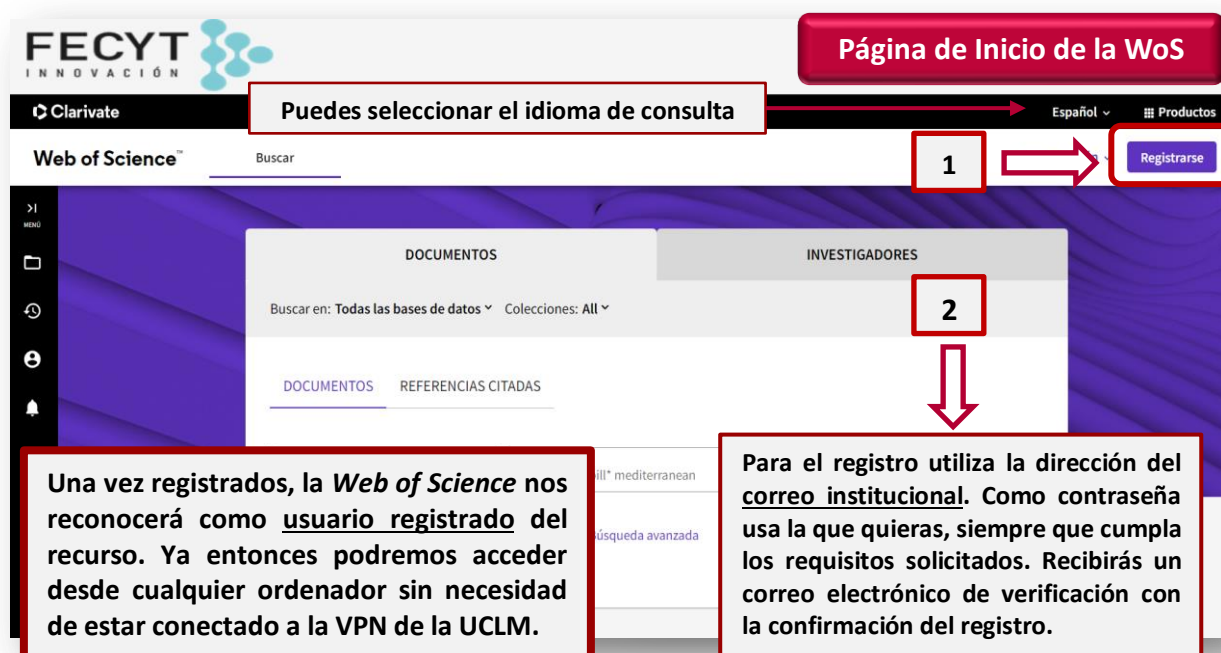 FECYT
INNOVACIÓN
Página de Inicio de la WoS
Clarivate
Puedes seleccionar el idioma de consulta
Español
Productos
Web of Science™
Buscar
1
Registrarse
MENÚ
DOCUMENTOS
INVESTIGADORES
Buscar en: Todas las bases de datos Colecciones: All
2
DOCUMENTOS
REFERENCIAS CITADAS
mediterranean
avanzada
Una vez registrados, la Web of Science nos
reconocerá como usuario registrado del
recurso. Ya entonces podremos acceder
desde cualquier ordenador sin necesidad
de estar conectado a la VPN de la UCLM.
Para el registro utiliza la dirección del
correo institucional. Como contraseña
usa la que quieras, siempre que cumpla
los requisitos solicitados. Recibirás un
correo electrónico de verificación con
la confirmación del registro.